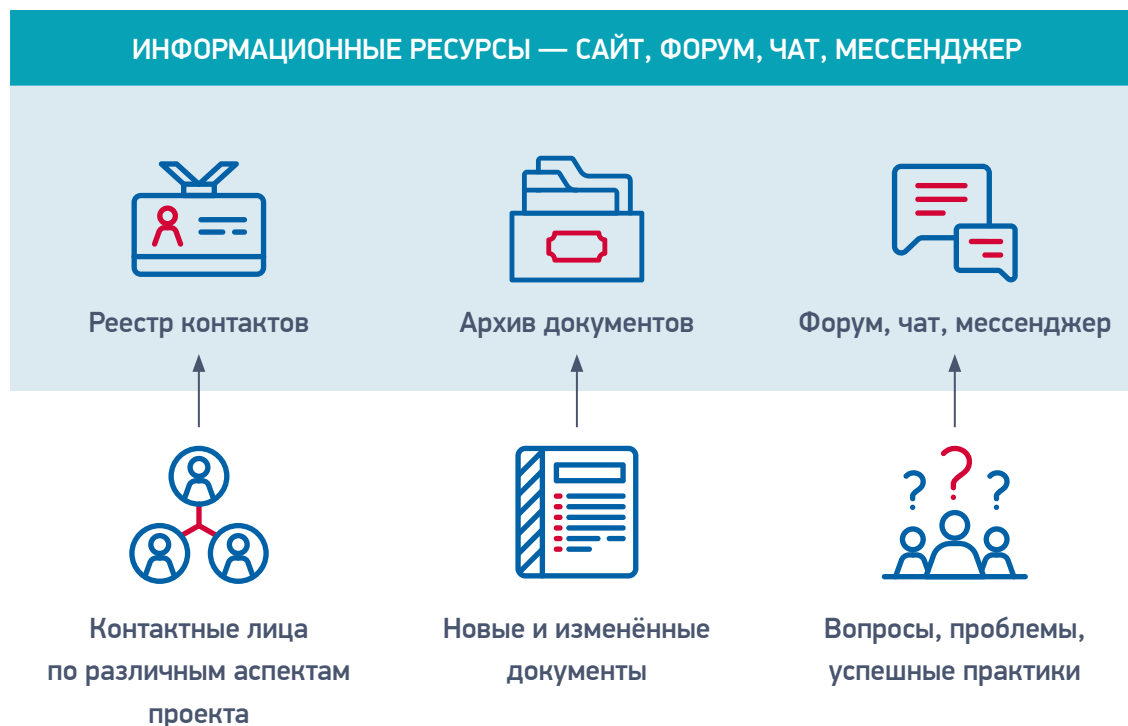 ИНФОРМАЦИОННЫЕ РЕСУРСЫ — САЙТ, ФОРУМ, ЧАТ, МЕССЕНДЖЕР
Реестр контактов
Архив документов
Форум, чат, мессенджер
Контактные лица
по различным аспектам
проекта
Новые и изменённые
документы
Вопросы, проблемы,
успешные практики